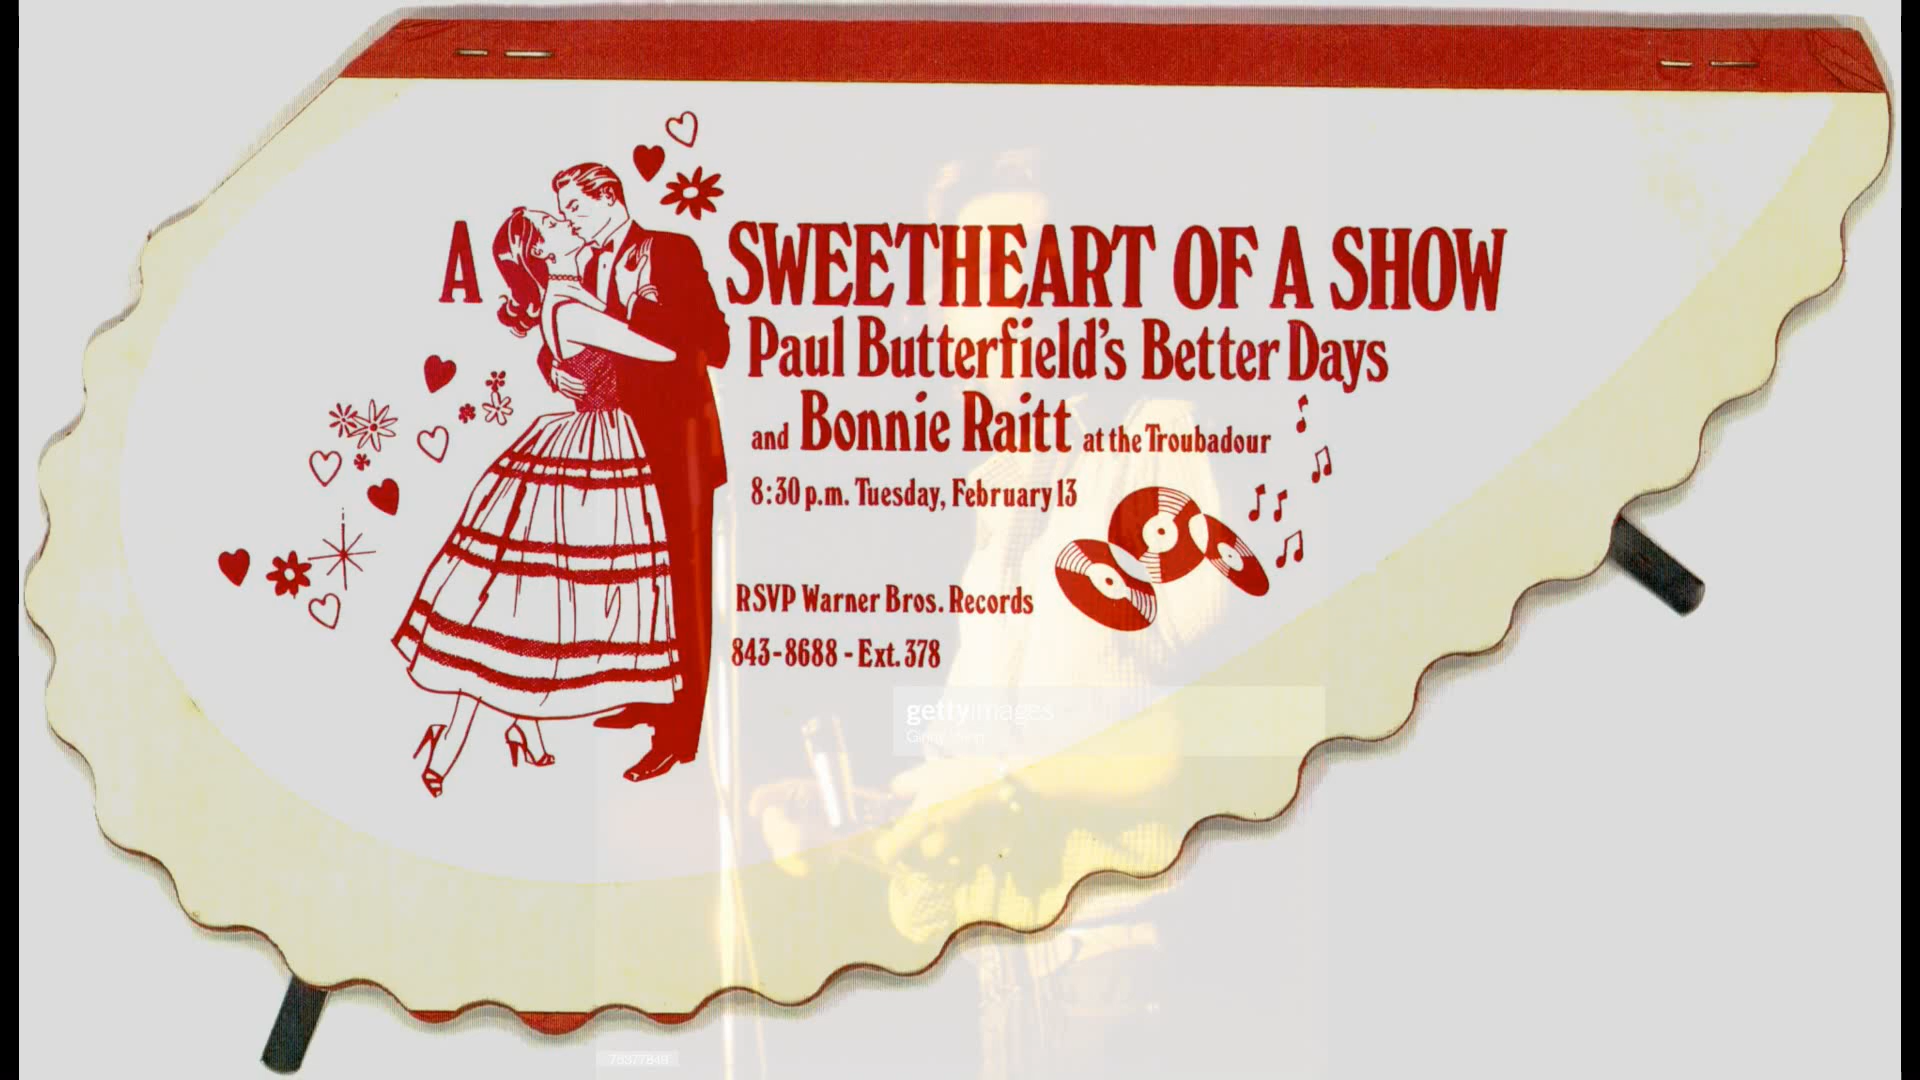 A SWEETHEART OF A SHOW
Paul Butterfield's Better Days
and Bonnie Raitt at the Troubadour
8:30 p.m. Tuesday, February 13
RSVP Warner Bros. Records
843-8688 - Ext. 378
gettyimages